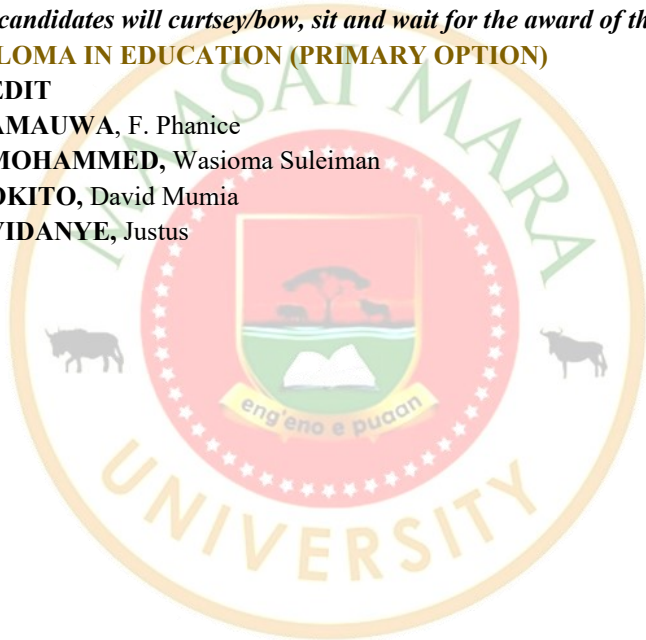 candidates will curtsey/bow, sit and wait for the award of th
LOMA IN EDUCATION (PRIMARY OPTION)
EDIT
AMAUWA, F. Phanice
MOHAMMED, Wasioma Suleiman
OKITO, David Mumia
VIDANYE, Justus
MAASAI MARA
eng'eno e puaan
UNIVERSITY